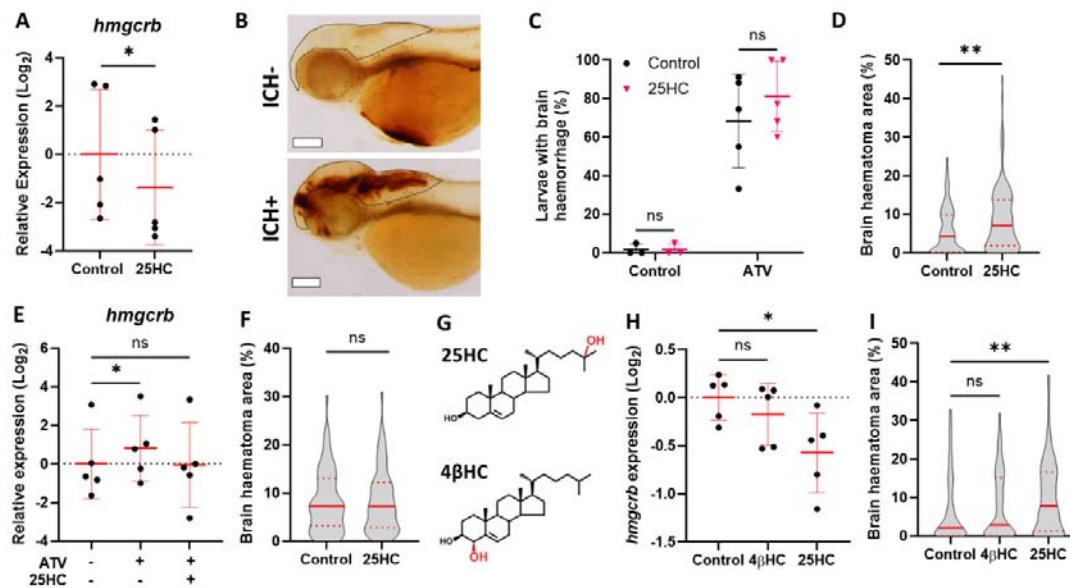 A
hmgcrb
*
Relative Expression (Log2)
4
2
0
-2
-4
Control 25HC
B
ICH-
ICH+
C
ns
Control
25HC
ns
Larvae with brain
haemorrhage (%)
100
80
60
40
20
0
Control ATV
D
**
Brain haematoma area (%)
50
40
30
20
10
0
Control 25HC
E
hmgcrb
ns
*
Relative expression (Log2)
6
4
2
0
-2
-4
ATV - + +
25HC - - +
F
ns
Brain haematoma area (%)
40
30
20
10
0
Control 25HC
G
25HC
OH
HO
4βHC
HO
OH
H
*
ns
hmgcrb expression (Log2)
0.5
0.0
-0.5
-1.0
-1.5
Control 4βHC 25HC
I
**
ns
Brain haematoma area (%)
50
40
30
20
10
0
Control 4βHC 25HC